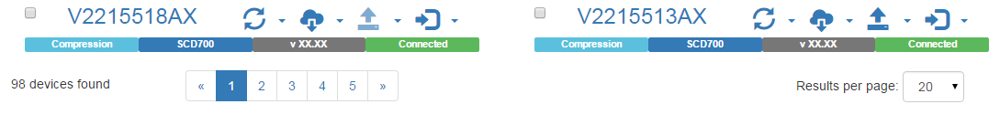 V2215518AX V2215513AX
Compression SCD700 v XX.XX Connected Compression SCD700 v XX.XX Connected
98 devices found « 1 2 3 4 5 » Results per page: 20